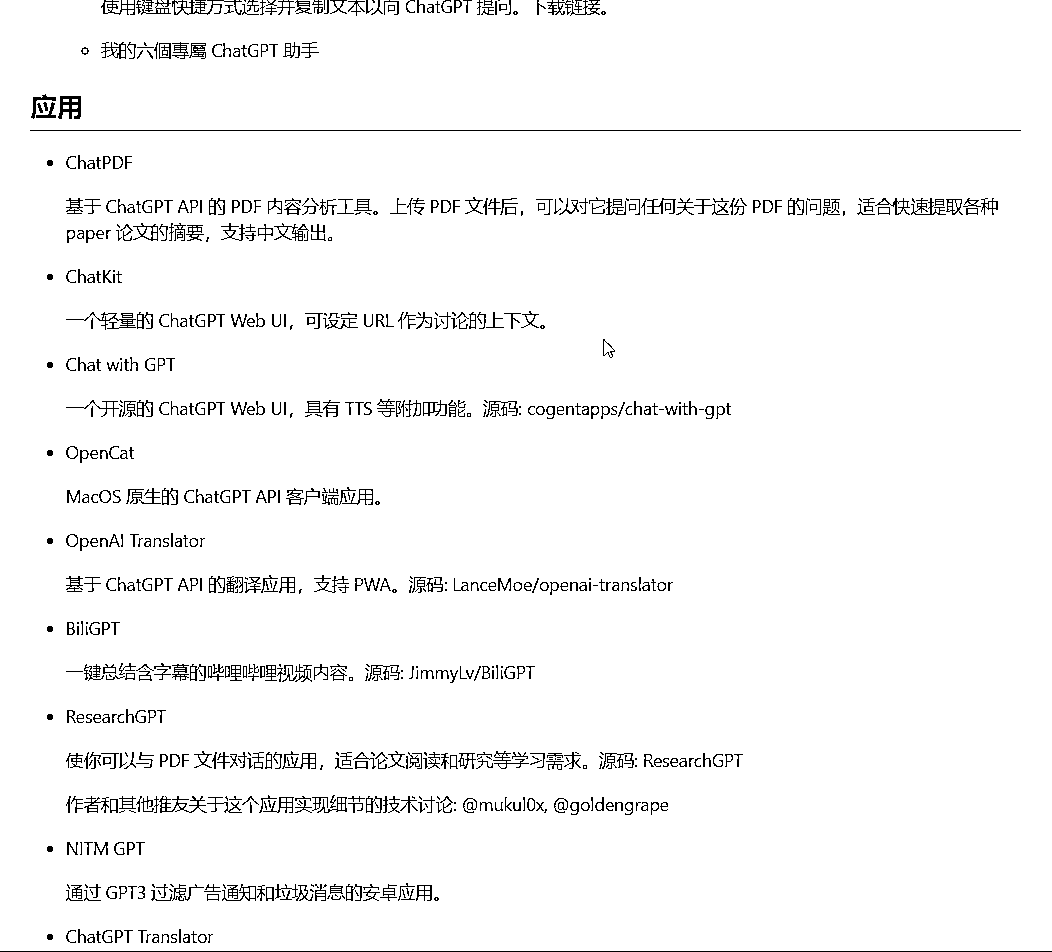 使用键盘快捷方式选择并复制文本以向 ChatGPT 提问。下载链接。
我的六個專屬 ChatGPT 助手
应用
ChatPDF
基于 ChatGPT API 的 PDF 内容分析工具。上传 PDF 文件后，可以对它提问任何关于这份 PDF 的问题，适合快速提取各种
paper 论文的摘要，支持中文输出。
ChatKit
一个轻量的 ChatGPT Web UI，可设定 URL 作为讨论的上下文。
Chat with GPT
一个开源的 ChatGPT Web UI，具有 TTS 等附加功能。源码: cogentapps/chat-with-gpt
OpenCat
MacOS 原生的 ChatGPT API 客户端应用。
OpenAI Translator
基于 ChatGPT API 的翻译应用，支持 PWA。源码: LanceMoe/openai-translator
BiliGPT
一键总结含字幕的哔哩哔哩视频内容。源码: JimmyLv/BiliGPT
ResearchGPT
使你可以与 PDF 文件对话的应用，适合论文阅读和研究等学习需求。源码: ResearchGPT
作者和其他推友关于这个应用实现细节的技术讨论: @mukul0x, @goldengrape
NITM GPT
通过 GPT3 过滤广告通知和垃圾消息的安卓应用。
ChatGPT Translator